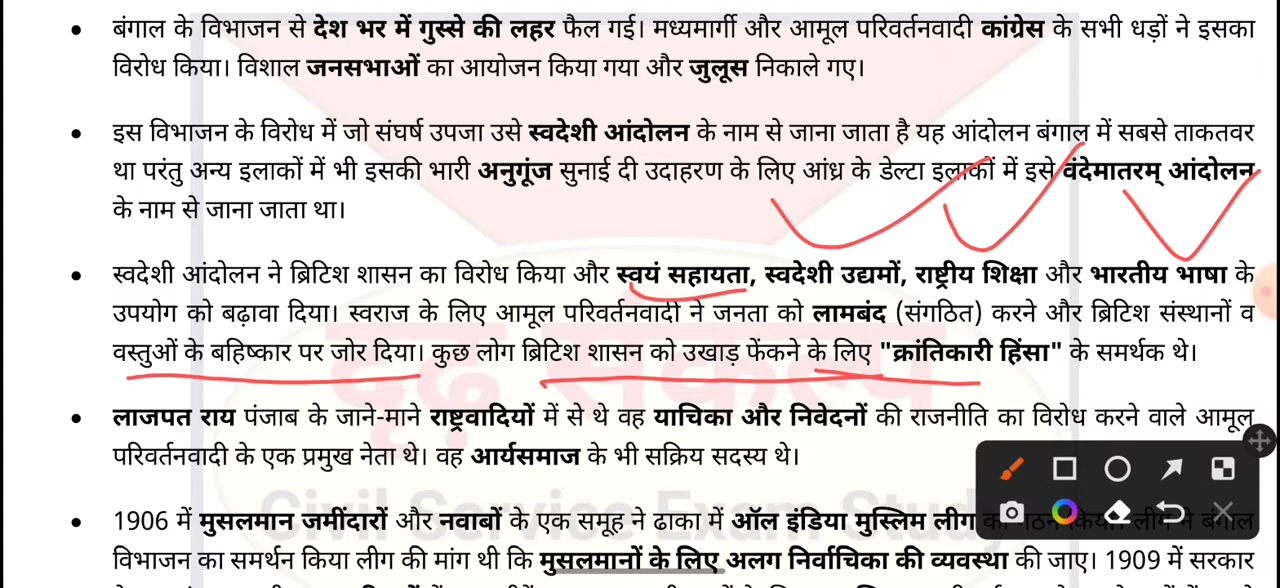 • बंगाल के विभाजन से देश भर में गुस्से की लहर फैल गई। मध्यमार्गी और आमूल परिवर्तनवादी कांग्रेस के सभी धड़ों ने इसका
विरोध किया। विशाल जनसभाओं का आयोजन किया गया और जुलूस निकाले गए।
• इस विभाजन के विरोध में जो संघर्ष उपजा उसे स्वदेशी आंदोलन के नाम से जाना जाता है यह आंदोलन बंगाल में सबसे ताकतवर
था परंतु अन्य इलाकों में भी इसकी भारी अनुगूंज सुनाई दी उदाहरण के लिए आंध्र के डेल्टा इलाकों में इसे वंदेमातरम् आंदोलन
के नाम से जाना जाता था।
• स्वदेशी आंदोलन ने ब्रिटिश शासन का विरोध किया और स्वयं सहायता, स्वदेशी उद्यमों, राष्ट्रीय शिक्षा और भारतीय भाषा के
उपयोग को बढ़ावा दिया। स्वराज के लिए आमूल परिवर्तनवादी ने जनता को लामबंद (संगठित) करने और ब्रिटिश संस्थानों व
वस्तुओं के बहिष्कार पर जोर दिया। कुछ लोग ब्रिटिश शासन को उखाड़ फेंकने के लिए "क्रांतिकारी हिंसा" के समर्थक थे।
दृढ़ संकल्प
• लाजपत राय पंजाब के जाने-माने राष्ट्रवादियों में से थे वह याचिका और निवेदनों की राजनीति का विरोध करने वाले आमूल
परिवर्तनवादी के एक प्रमुख नेता थे। वह आर्यसमाज के भी सक्रिय सदस्य थे।
Civil Service Exam
• 1906 में मुसलमान जमींदारों और नवाबों के एक समूह ने ढाका में ऑल इंडिया मुस्लिम लीग का गठन किया। लीग ने बंगाल
विभाजन का समर्थन किया लीग की मांग थी कि मुसलमानों के लिए अलग निर्वाचिका की व्यवस्था की जाए। 1909 में सरकार